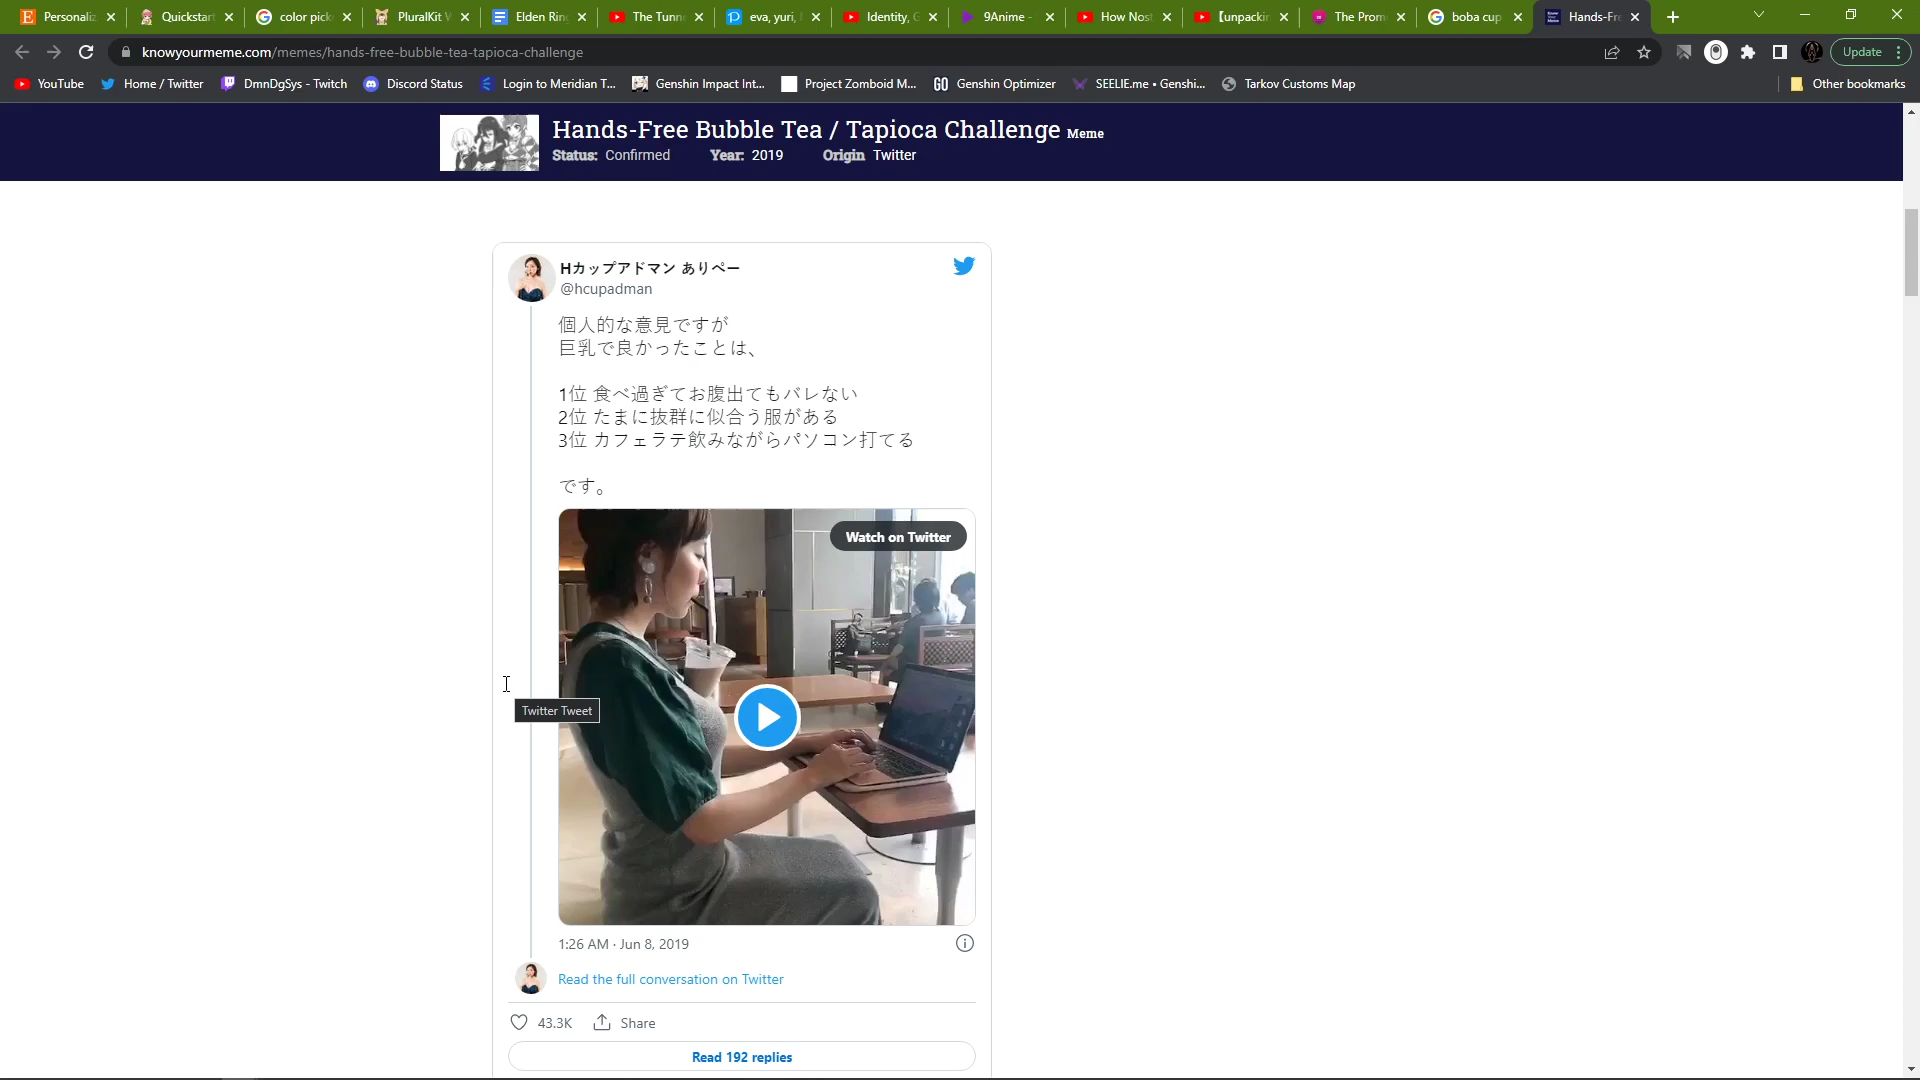 Personaliz
Quickstart
color pick
PluralKit
Elden Rin
The Tunn
eva, yuri,
Identity,
9Anime -
How Nost
【unpackin
The Prom
boba cup
Hands-Fre
knowyourmeme.com/memes/hands-free-bubble-tea-tapioca-challenge
Update
YouTube
Home / Twitter
DmnDgSys - Twitch
Discord Status
Login to Meridian T...
Genshin Impact Int...
Project Zomboid M...
Genshin Optimizer
SEELIE.me • Genshi...
Tarkov Customs Map
Other bookmarks
Hands-Free Bubble Tea / Tapioca Challenge Meme
Status: Confirmed Year: 2019 Origin Twitter
Hカップアドマン ありペー
@hcupadman
個人的な意見ですが
巨乳で良かったことは、
1位 食べ過ぎてお腹出てもバレない
2位 たまに抜群に似合う服がある
3位 カフェラテ飲みながらパソコン打てる
です。
Watch on Twitter
Twitter Tweet
1:26 AM · Jun 8, 2019
Read the full conversation on Twitter
43.3K Share
Read 192 replies